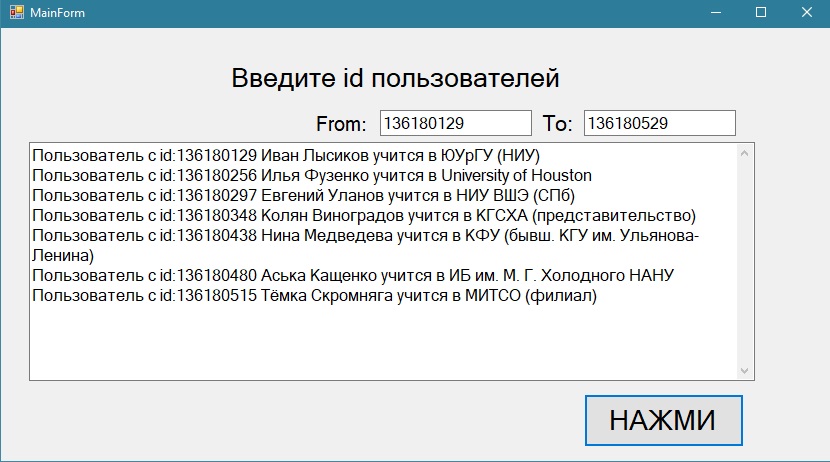 MainForm
Введите id пользователей
From: 136180129 To: 136180529
Пользователь с id:136180129 Иван Лысиков учится в ЮУрГУ (НИУ)
Пользователь с id:136180256 Илья Фузенко учится в University of Houston
Пользователь с id:136180297 Евгений Уланов учится в НИУ ВШЭ (СПб)
Пользователь с id:136180348 Колян Виноградов учится в КГСХА (представительство)
Пользователь с id:136180438 Нина Медведева учится в КФУ (бывш. КГУ им. Ульянова-
Ленина)
Пользователь с id:136180480 Аська Кащенко учится в ИБ им. М. Г. Холодного НАНУ
Пользователь с id:136180515 Тёмка Скромняга учится в МИТСО (филиал)
НАЖМИ